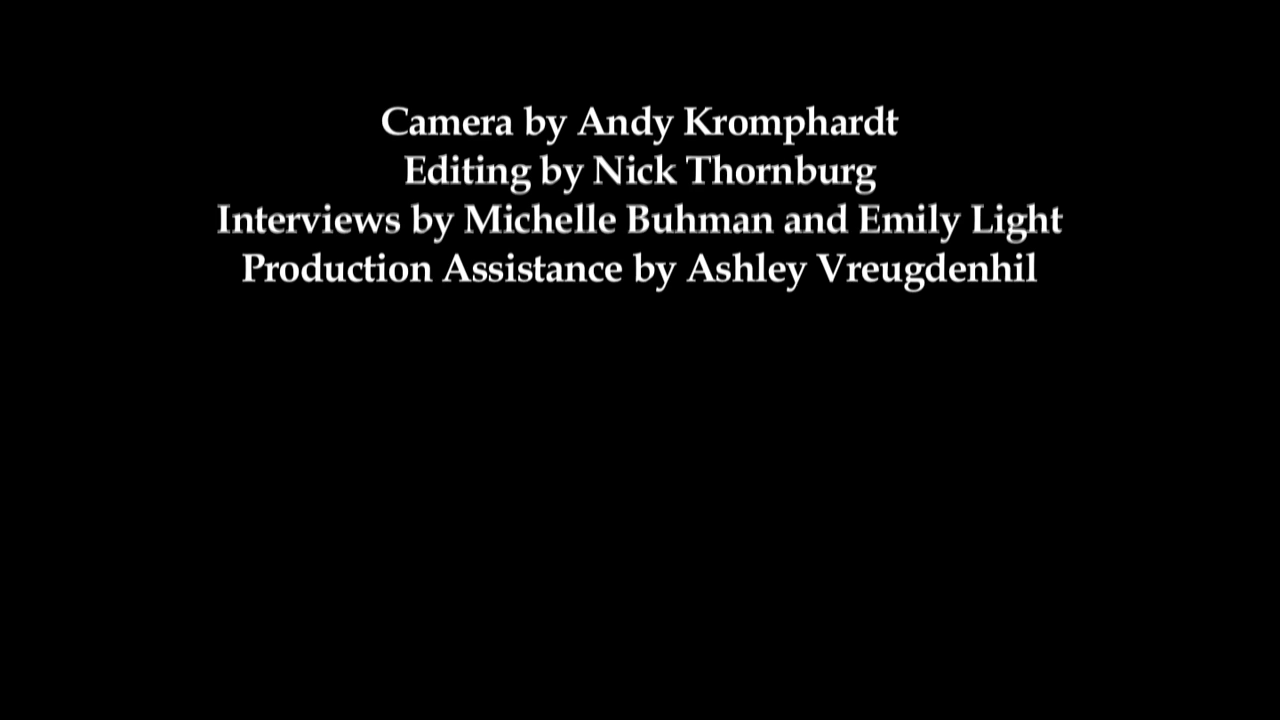 Camera by Andy Kromphardt
Editing by Nick Thornburg
Interviews by Michelle Buhman and Emily Light
Production Assistance by Ashley Vreugdenhil